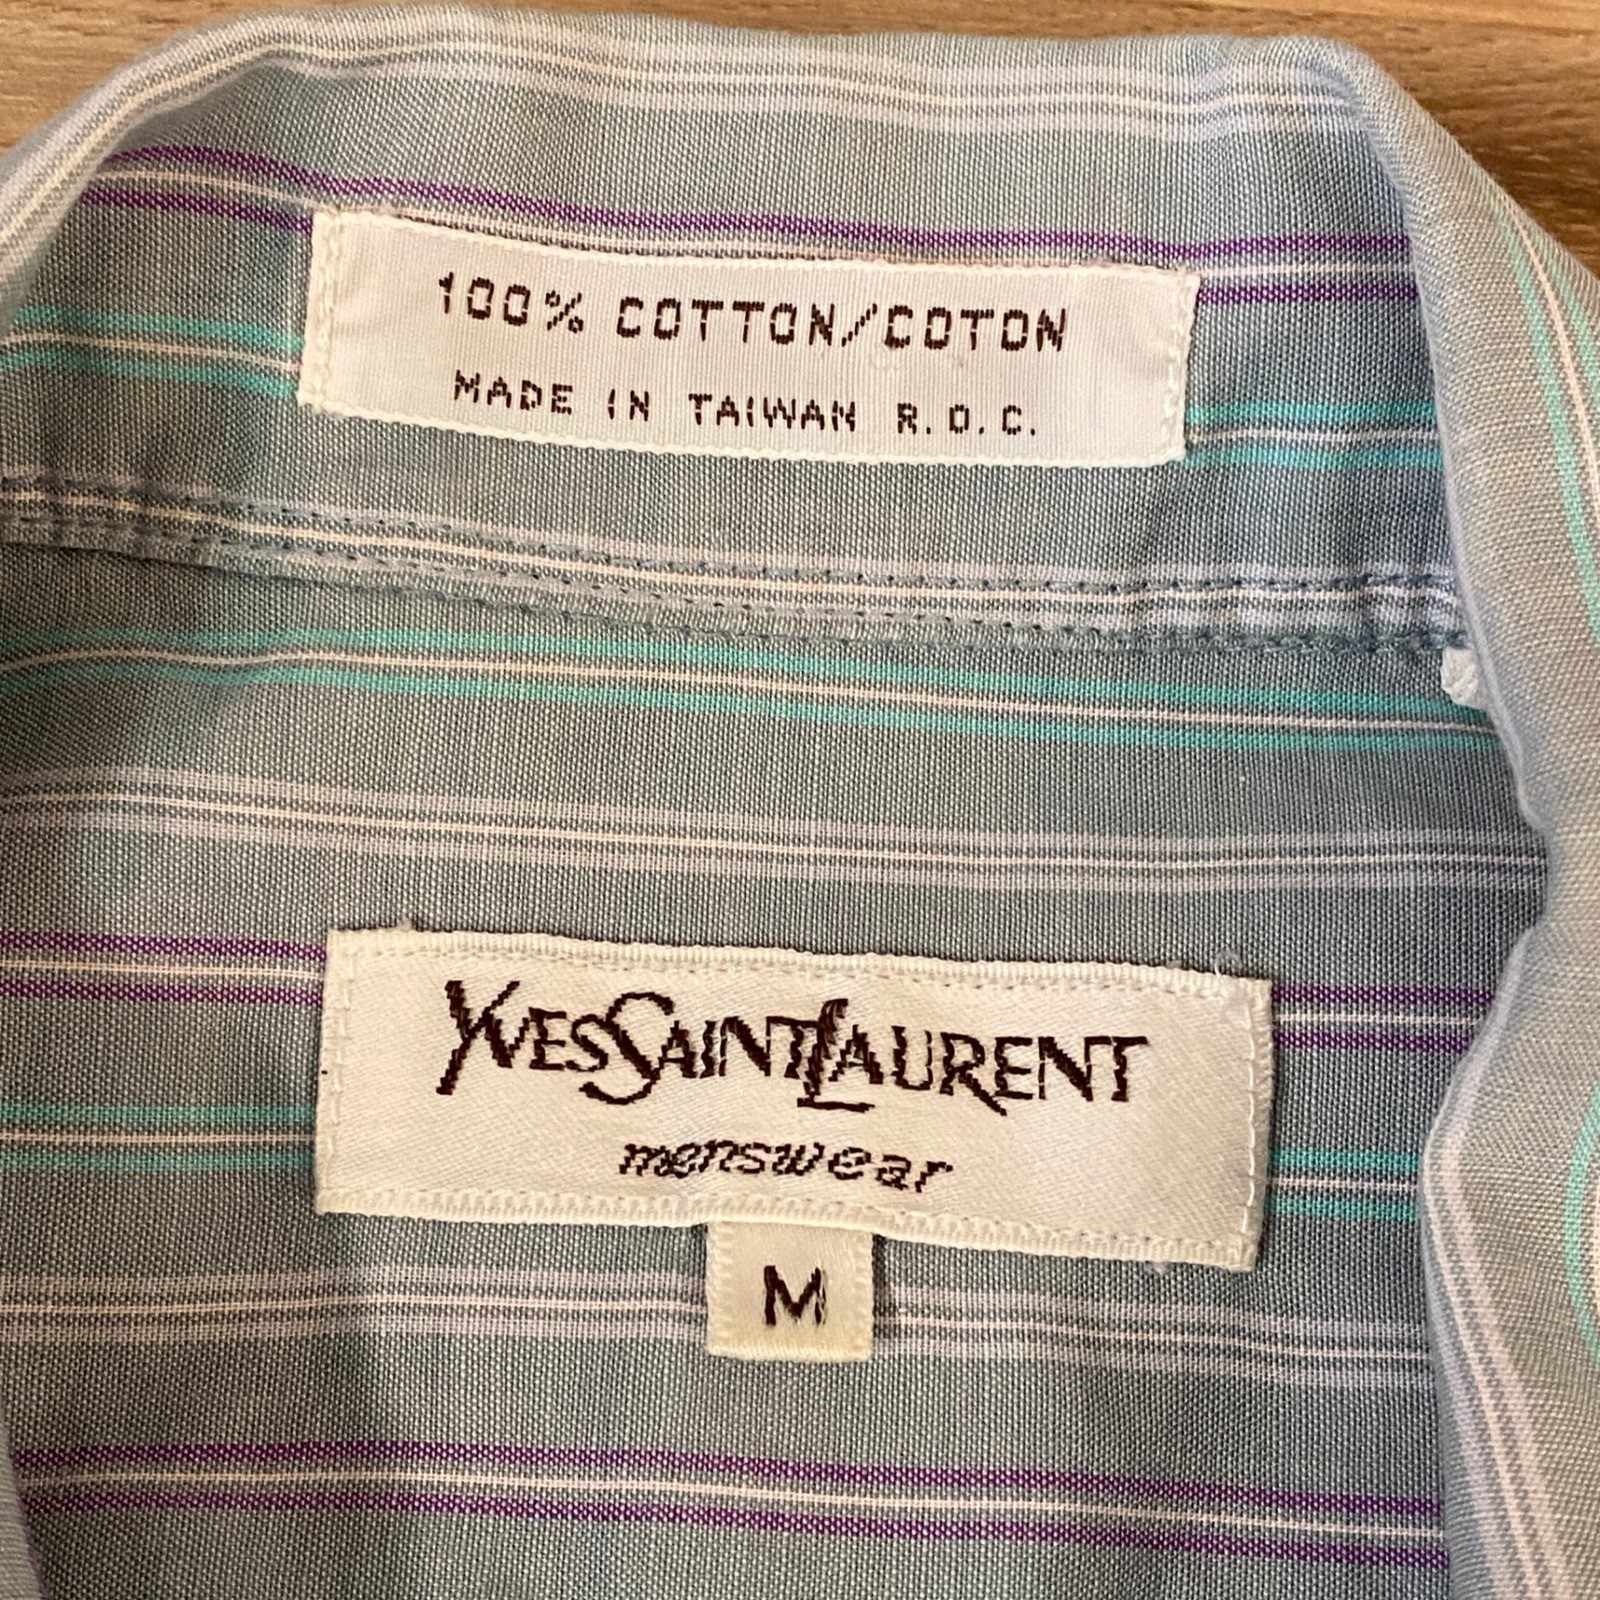 100% COTTON/COTON
MADE IN TAIWAN R.O.C.
YVESSAINTLAURENT
menswear
M